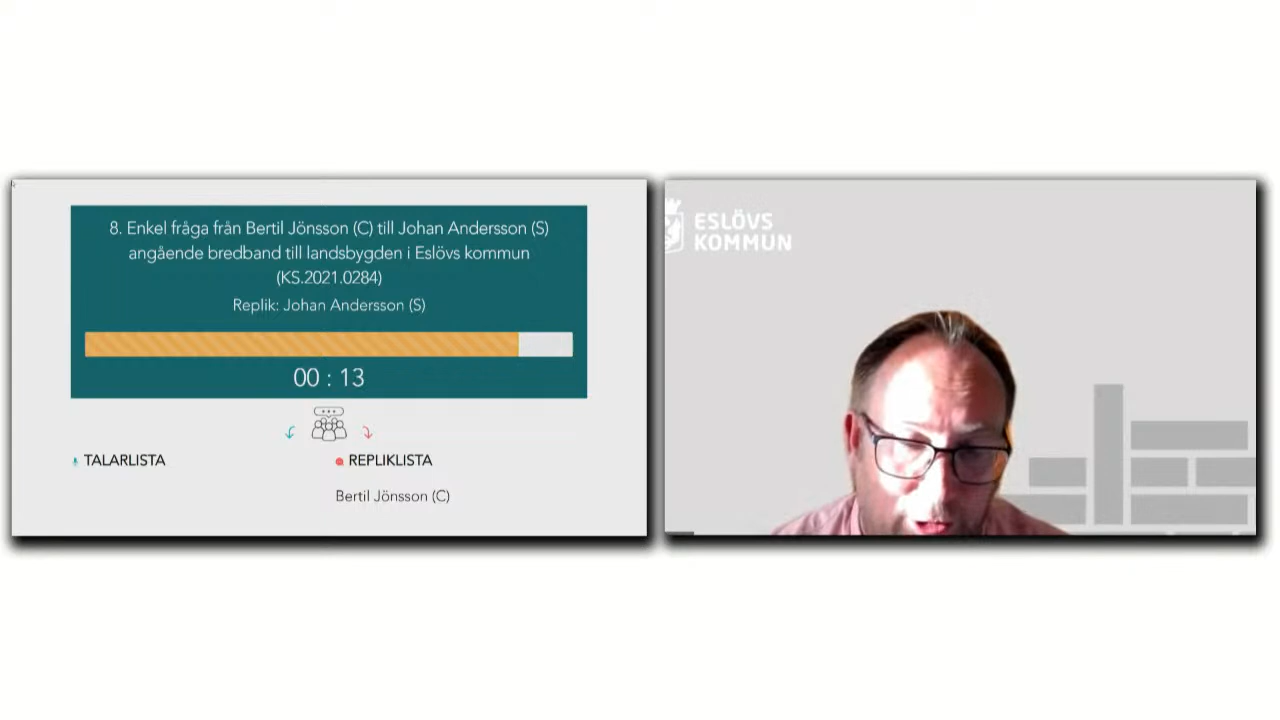 8. Enkel fråga från Bertil Jönsson (C) till Johan Andersson (S)
angående bredband till landsbygden i Eslövs kommun
(KS.2021.0284)
Replik: Johan Andersson (S)
00 : 13
TALARLISTA
REPLIKLISTA
Bertil Jönsson (C)
ESLÖVS
KOMMUN